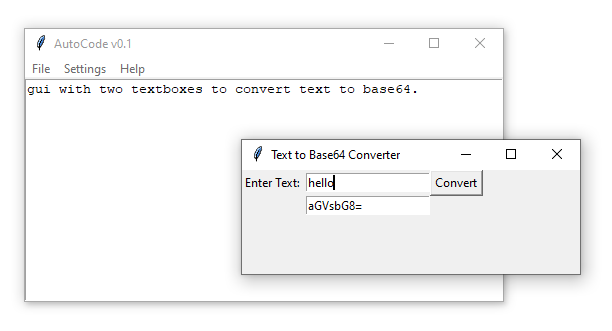 AutoCode v0.1
File Settings Help
gui with two textboxes to convert text to base64.
Text to Base64 Converter
Enter Text: hello Convert
aGVsbG8=